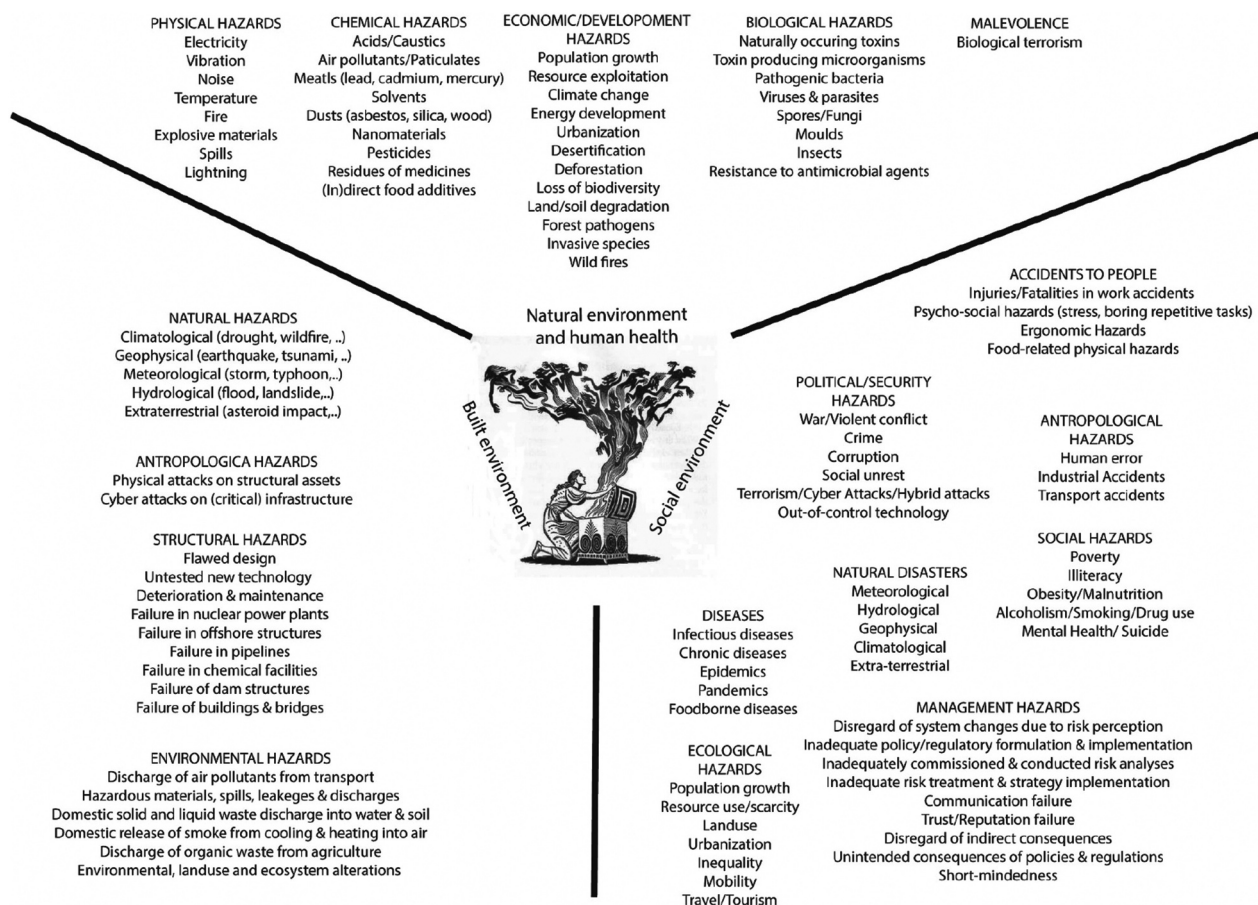 PHYSICAL HAZARDS
Electricity
Vibration
Noise
Temperature
Fire
Explosive materials
Spills
Lightning
CHEMICAL HAZARDS
Acids/Caustics
Air pollutants/Paticulates
Meatls (lead, cadmium, mercury)
Solvents
Dusts (asbestos, silica, wood)
Nanomaterials
Pesticides
Residues of medicines
(In)direct food additives
ECONOMIC/DEVELOPOMENT
HAZARDS
Population growth
Resource exploitation
Climate change
Energy development
Urbanization
Desertification
Deforestation
Loss of biodiversity
Land/soil degradation
Forest pathogens
Invasive species
Wild fires
BIOLOGICAL HAZARDS
Naturally occuring toxins
Toxin producing microorganisms
Pathogenic bacteria
Viruses & parasites
Spores/Fungi
Moulds
Insects
Resistance to antimicrobial agents
MALEVOLENCE
Biological terrorism
Natural environment
and human health
Built environment
Social environment
NATURAL HAZARDS
Climatological (drought, wildfire, ..)
Geophysical (earthquake, tsunami, ..)
Meteorological (storm, typhoon,..)
Hydrological (flood, landslide,..)
Extraterrestrial (asteroid impact,..)
ANTROPOLOGICA HAZARDS
Physical attacks on structural assets
Cyber attacks on (critical) infrastructure
STRUCTURAL HAZARDS
Flawed design
Untested new technology
Deterioration & maintenance
Failure in nuclear power plants
Failure in offshore structures
Failure in pipelines
Failure in chemical facilities
Failure of dam structures
Failure of buildings & bridges
ENVIRONMENTAL HAZARDS
Discharge of air pollutants from transport
Hazardous materials, spills, leakeges & discharges
Domestic solid and liquid waste discharge into water & soil
Domestic release of smoke from cooling & heating into air
Discharge of organic waste from agriculture
Environmental, landuse and ecosystem alterations
ACCIDENTS TO PEOPLE
Injuries/Fatalities in work accidents
Psycho-social hazards (stress, boring repetitive tasks)
Ergonomic Hazards
Food-related physical hazards
POLITICAL/SECURITY
HAZARDS
War/Violent conflict
Crime
Corruption
Social unrest
Terrorism/Cyber Attacks/Hybrid attacks
Out-of-control technology
ANTROPOLOGICAL
HAZARDS
Human error
Industrial Accidents
Transport accidents
SOCIAL HAZARDS
Poverty
Illiteracy
Obesity/Malnutrition
Alcoholism/Smoking/Drug use
Mental Health/ Suicide
NATURAL DISASTERS
Meteorological
Hydrological
Geophysical
Climatological
Extra-terrestrial
DISEASES
Infectious diseases
Chronic diseases
Epidemics
Pandemics
Foodborne diseases
ECOLOGICAL
HAZARDS
Population growth
Resource use/scarcity
Landuse
Urbanization
Inequality
Mobility
Travel/Tourism
MANAGEMENT HAZARDS
Disregard of system changes due to risk perception
Inadequate policy/regulatory formulation & implementation
Inadequately commissioned & conducted risk analyses
Inadequate risk treatment & strategy implementation
Communication failure
Trust/Reputation failure
Disregard of indirect consequences
Unintended consequences of policies & regulations
Short-mindedness